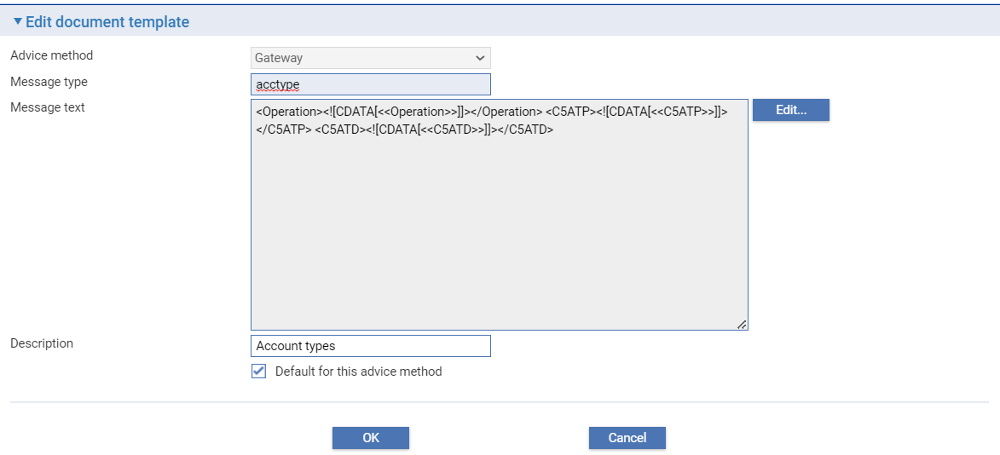 Edit document template
Advice method
Gateway
Message type
acctype
Message text
<Operation><![CDATA[<<Operation>>]]></Operation> <C5ATP><![CDATA[<<C5ATP>>]]>
</C5ATP> <C5ATD><![CDATA[<<C5ATD>>]]></C5ATD>
Edit...
Description
Account types
Default for this advice method
OK
Cancel